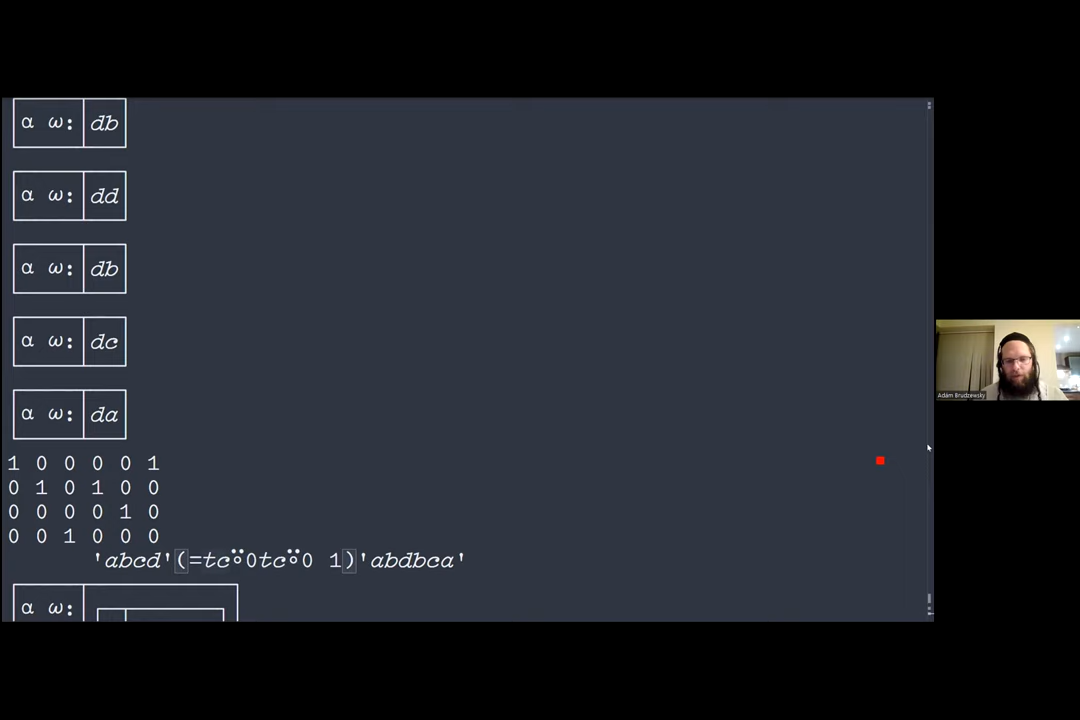 α ω: db
α ω: dd
α ω: db
α ω: dc
α ω: da
1 0 0 0 0 1
0 1 0 1 0 0
0 0 0 0 1 0
0 0 1 0 0 0
'abcd'(=tc⍤0tc⍤0 1)'abdbca'
α ω:
Adám Brudzewsky